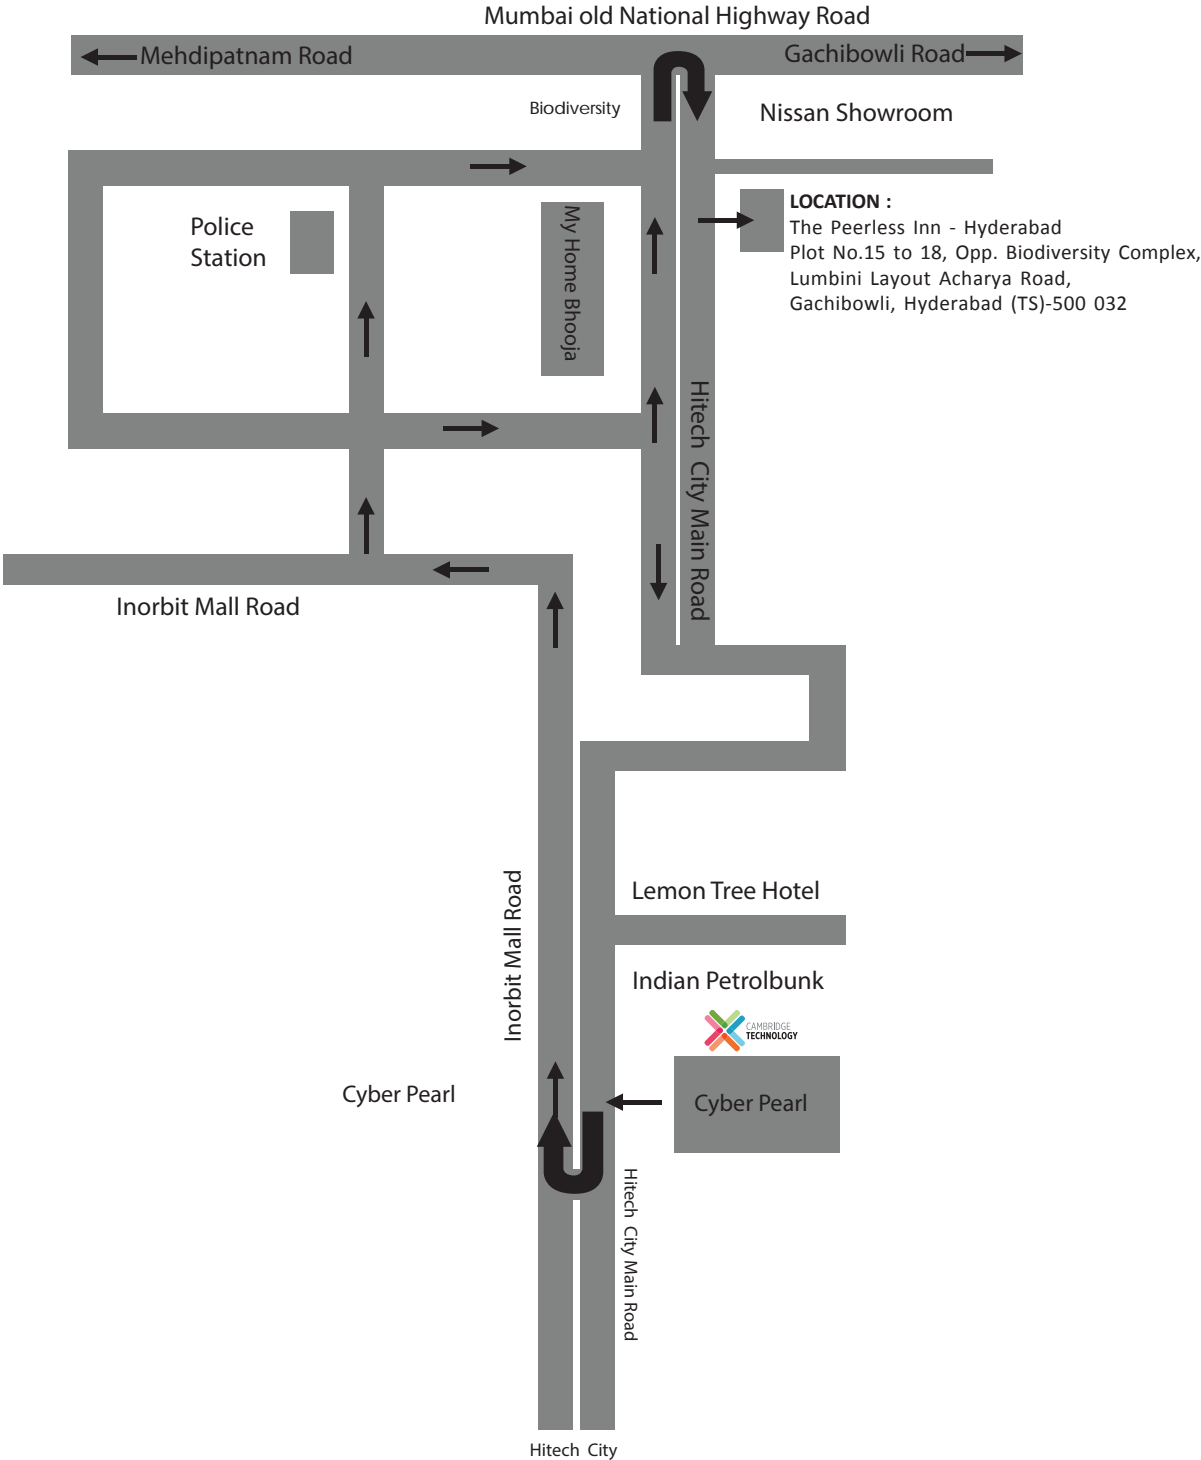 Mumbai old National Highway Road
Mehdipatnam Road
Gachibowli Road
Biodiversity
Nissan Showroom
Police
Station
My Home Bhooja
LOCATION :
The Peerless Inn - Hyderabad
Plot No.15 to 18, Opp. Biodiversity Complex,
Lumbini Layout Acharya Road,
Gachibowli, Hyderabad (TS)-500 032
Hitech City Main Road
Inorbit Mall Road
Inorbit Mall Road
Lemon Tree Hotel
Indian Petrolbunk
CAMBRIDGE
TECHNOLOGY
Cyber Pearl
Cyber Pearl
Hitech City Main Road
Hitech City